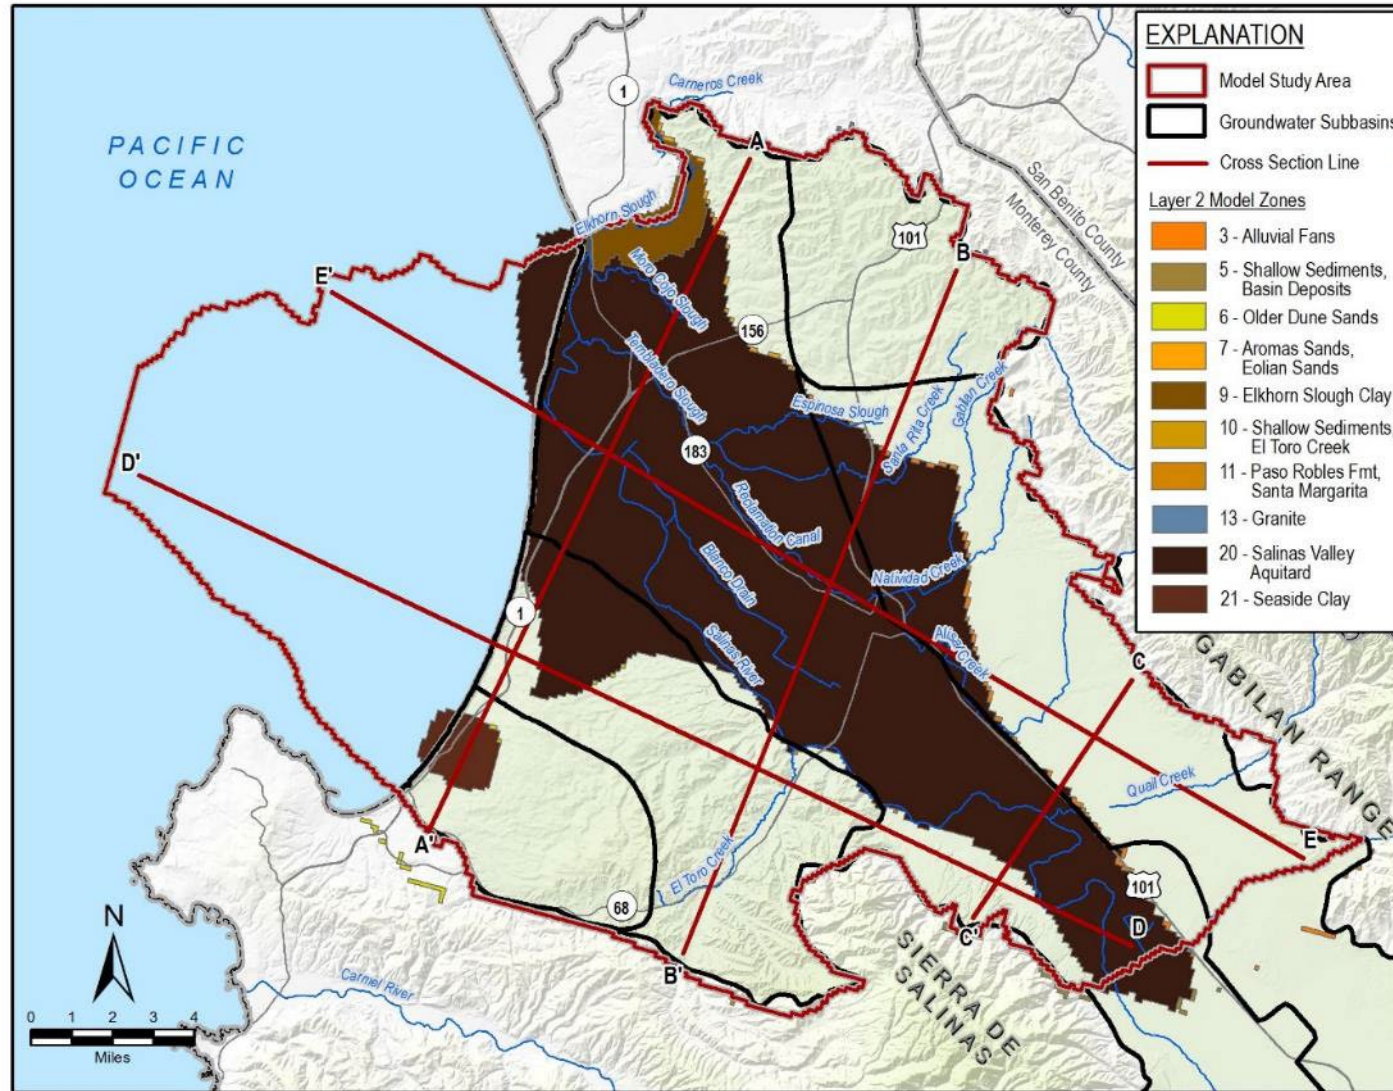 EXPLANATION
Model Study Area
Groundwater Subbasins
Cross Section Line
Layer 2 Model Zones
3 - Alluvial Fans
5 - Shallow Sediments,
Basin Deposits
6 - Older Dune Sands
7 - Aromas Sands,
Eolian Sands
9 - Elkhorn Slough Clay
10 - Shallow Sediments,
El Toro Creek
11 - Paso Robles Fmt,
Santa Margarita
13 - Granite
20 - Salinas Valley
Aquitard
21 - Seaside Clay
PACIFIC
OCEAN
1
Carneros Creek
A
San Benito County
Monterey County
Elkhorn Slough
101
B
E'
Moro Cojo Slough
156
Tembladero Slough
Espinosa Slough
Santa Rita Creek
Gabilan Creek
D'
183
Reclamation Canal
Blanco Drain
Natividad Creek
1
Salinas River
Alisal Creek
C
GABILAN RANGE
Quail Creek
A'
E
El Toro Creek
68
101
D
C'
B'
SIERRA DE
SALINAS
Carmel River
N
0 1 2 3 4
Miles